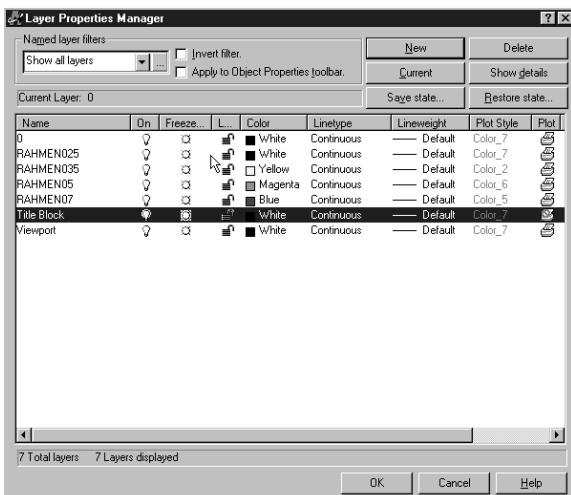 Layer Properties Manager
Named layer filters
Show all layers
...
Invert filter.
Apply to Object Properties toolbar.
New
Delete
Current
Show details
Current Layer: 0
Save state...
Restore state...
Name On Freeze... L... Color Linetype Lineweight Plot Style Plot
0 White Continuous Default Color_7
RAHMEN025 White Continuous Default Color_7
RAHMEN035 Yellow Continuous Default Color_2
RAHMEN05 Magenta Continuous Default Color_6
RAHMEN07 Blue Continuous Default Color_5
Title Block White Continuous Default Color_7
Viewport White Continuous Default Color_7
7 Total layers 7 Layers displayed
OK
Cancel
Help